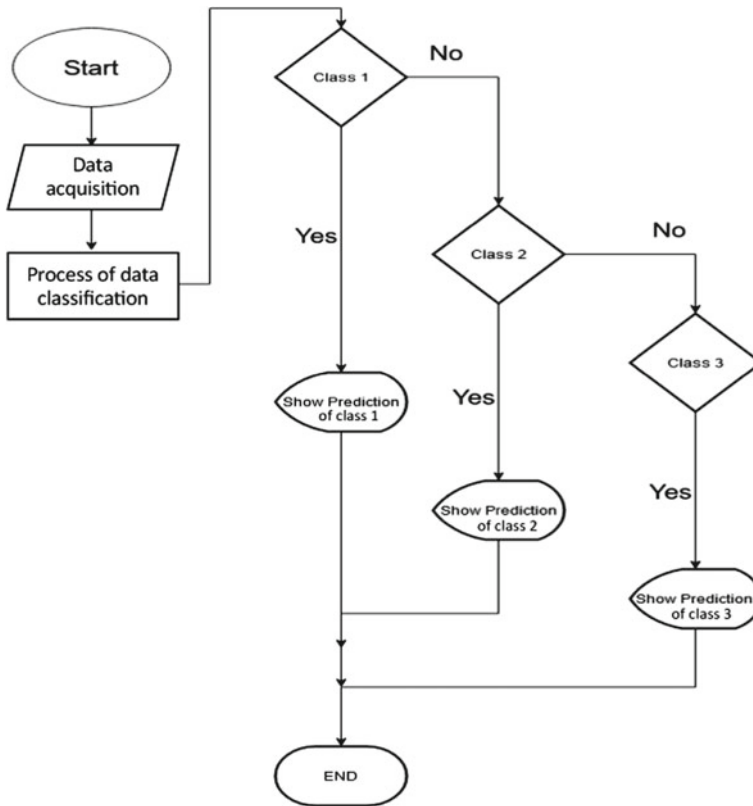 Start
Data
acquisition
Process of data
classification
Class 1
No
Yes
Show Prediction
of class 1
Class 2
No
Yes
Show Prediction
of class 2
Class 3
Yes
Show Prediction
of class 3
END